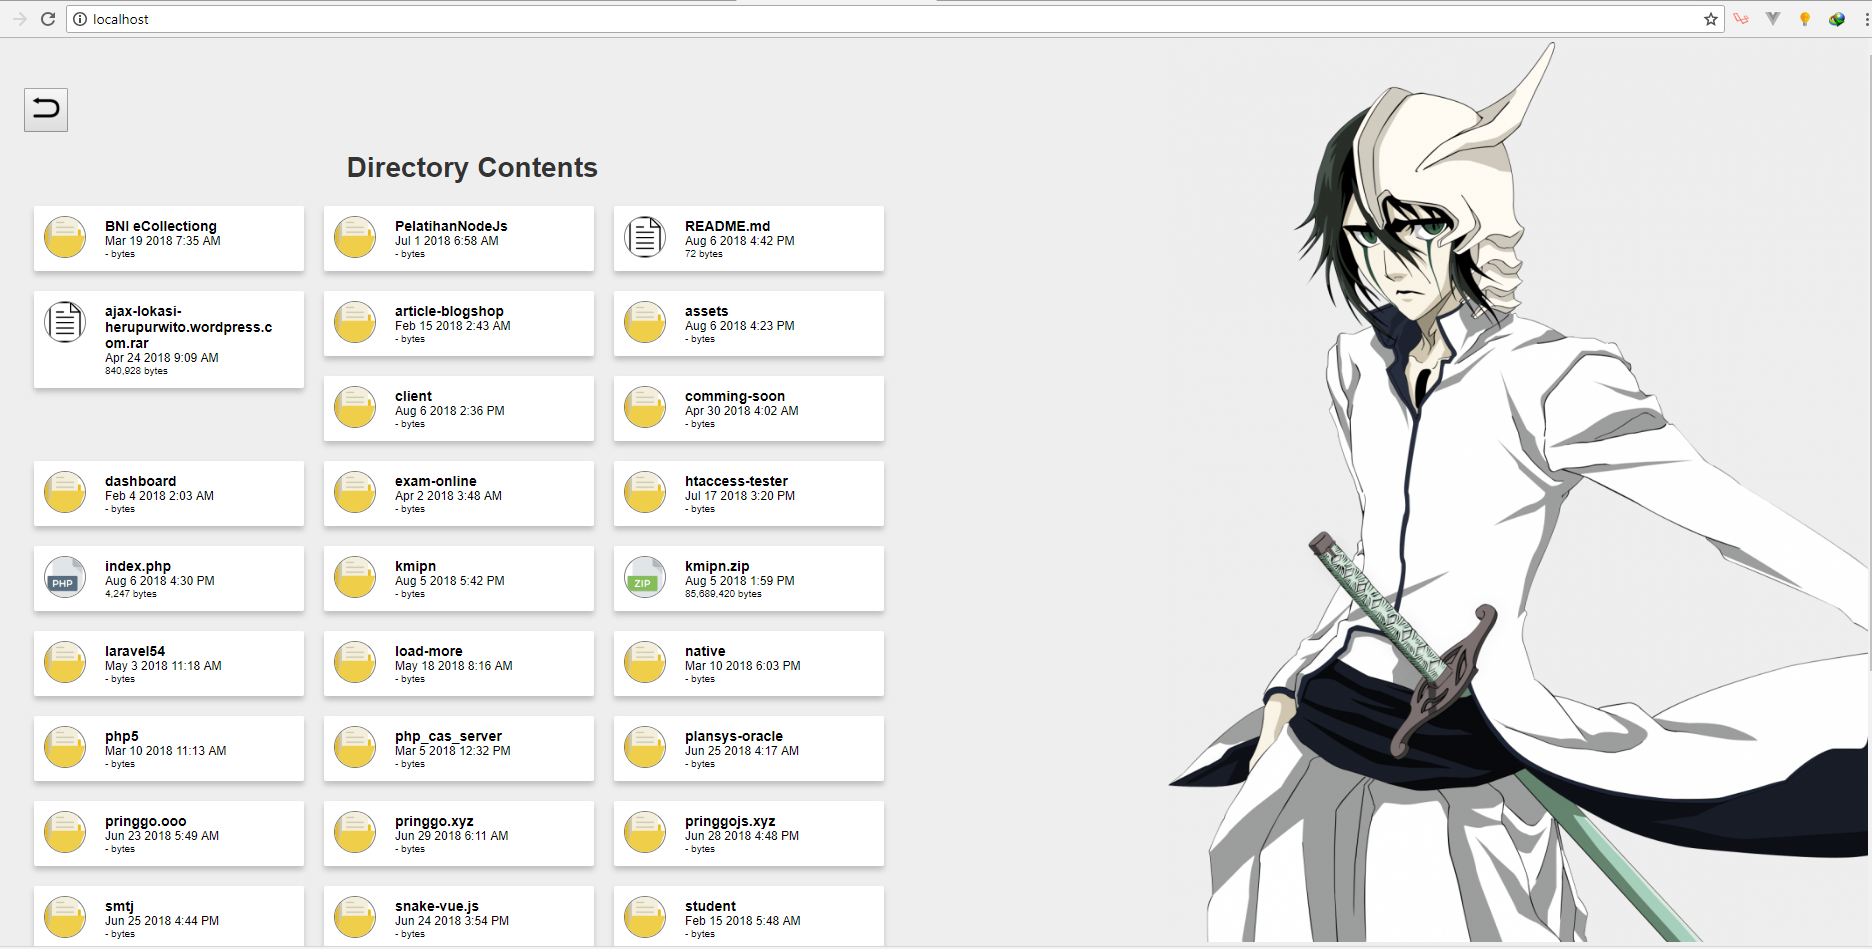 localhost
Directory Contents
BNI eCollectiong
Mar 19 2018 7:35 AM
- bytes
PelatihanNodeJs
Jul 1 2018 6:58 AM
- bytes
README.md
Aug 6 2018 4:42 PM
72 bytes
ajax-lokasi-
herupurwito.wordpress.c
om.rar
Apr 24 2018 9:09 AM
840,928 bytes
article-blogshop
Feb 15 2018 2:43 AM
- bytes
assets
Aug 6 2018 4:23 PM
- bytes
client
Aug 6 2018 2:36 PM
- bytes
comming-soon
Apr 30 2018 4:02 AM
- bytes
dashboard
Feb 4 2018 2:03 AM
- bytes
exam-online
Apr 2 2018 3:48 AM
- bytes
htaccess-tester
Jul 17 2018 3:20 PM
- bytes
PHP
index.php
Aug 6 2018 4:30 PM
4,247 bytes
kmipn
Aug 5 2018 5:42 PM
- bytes
ZIP
kmipn.zip
Aug 5 2018 1:59 PM
85,689,420 bytes
laravel54
May 3 2018 11:18 AM
- bytes
load-more
May 18 2018 8:16 AM
- bytes
native
Mar 10 2018 6:03 PM
- bytes
php5
Mar 10 2018 11:13 AM
- bytes
php_cas_server
Mar 5 2018 12:32 PM
- bytes
plansys-oracle
Jun 25 2018 4:17 AM
- bytes
pringgo.ooo
Jun 23 2018 5:49 AM
- bytes
pringgo.xyz
Jun 29 2018 6:11 AM
- bytes
pringgojs.xyz
Jun 28 2018 4:48 PM
- bytes
smtj
Jun 25 2018 4:44 PM
- bytes
snake-vue.js
Jun 24 2018 3:54 PM
- bytes
student
Feb 15 2018 5:48 AM
- bytes